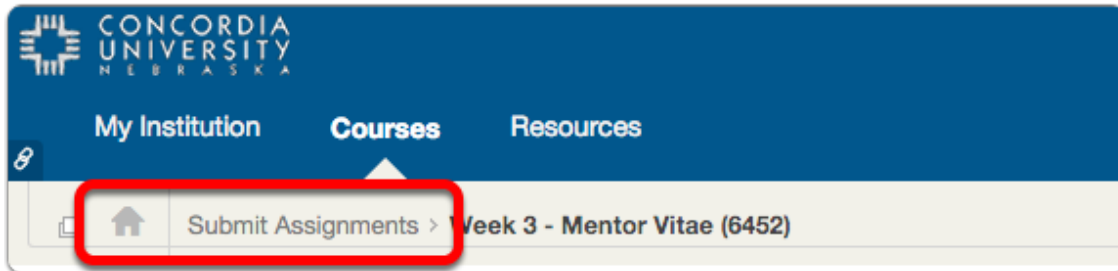 CONCORDIA
UNIVERSITY
NEBRASKA
My Institution Courses Resources
Submit Assignments > Week 3 - Mentor Vitae (6452)